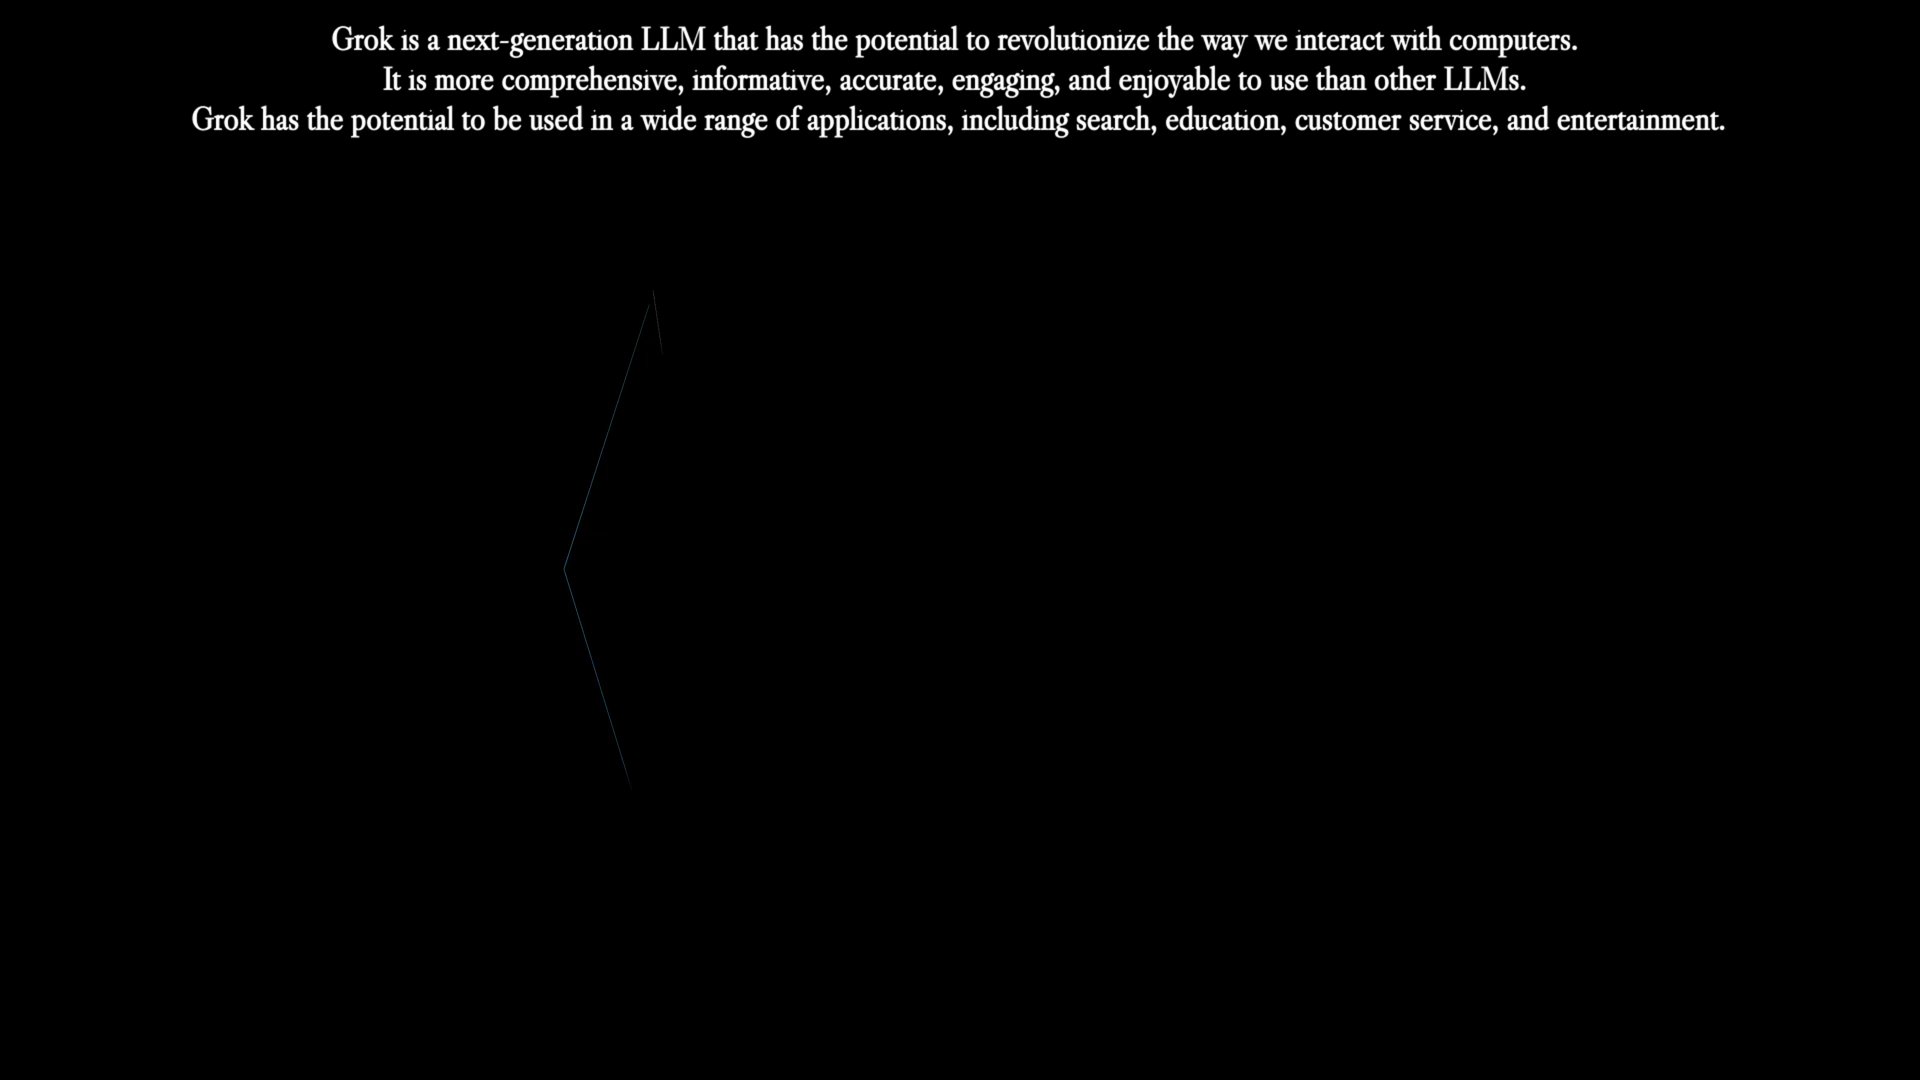 Grok is a next-generation LLM that has the potential to revolutionize the way we interact with computers.
It is more comprehensive, informative, accurate, engaging, and enjoyable to use than other LLMs.
Grok has the potential to be used in a wide range of applications, including search, education, customer service, and entertainment.